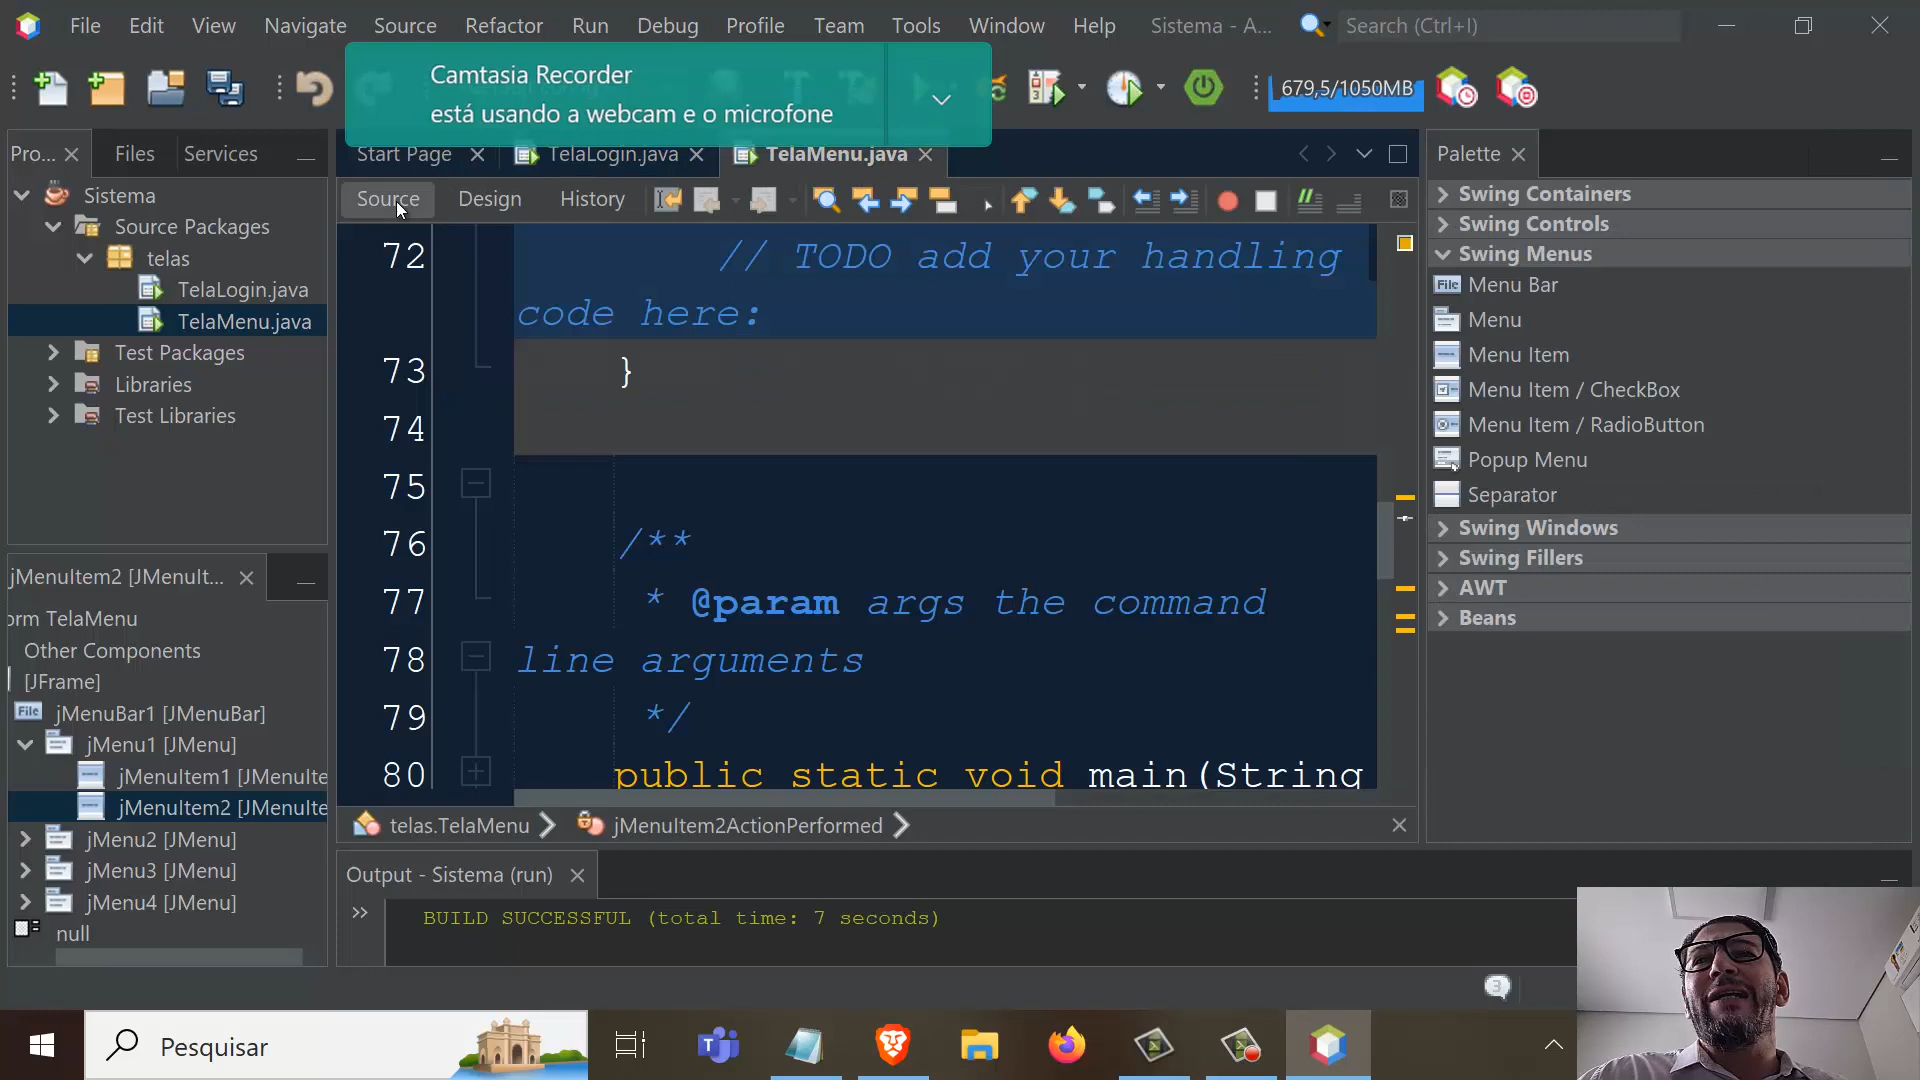 File Edit View Navigate Source Refactor Run Debug Profile Team Tools Window Help Sistema - A... Search (Ctrl+I)
Camtasia Recorder
está usando a webcam e o microfone
679,5/1050MB
Pro... Files Services
Start Page TelaLogin.java TelaMenu.java
Palette
Source Design History
Sistema
Source Packages
telas
TelaLogin.java
TelaMenu.java
Test Packages
Libraries
Test Libraries
72 // TODO add your handling
code here:
73 }
74
75
76 /**
77 * @param args the command
78 line arguments
79 */
80 public static void main(String
Swing Containers
Swing Controls
Swing Menus
File Menu Bar
Menu
Menu Item
Menu Item / CheckBox
Menu Item / RadioButton
Popup Menu
Separator
Swing Windows
Swing Fillers
AWT
Beans
jMenuItem2 [JMenuIt...
orm TelaMenu
Other Components
[JFrame]
File jMenuBar1 [JMenuBar]
jMenu1 [JMenu]
jMenuItem1 [JMenuIte
jMenuItem2 [JMenuIte
jMenu2 [JMenu]
jMenu3 [JMenu]
jMenu4 [JMenu]
null
telas.TelaMenu jMenuItem2ActionPerformed
Output - Sistema (run)
BUILD SUCCESSFUL (total time: 7 seconds)
3
Pesquisar